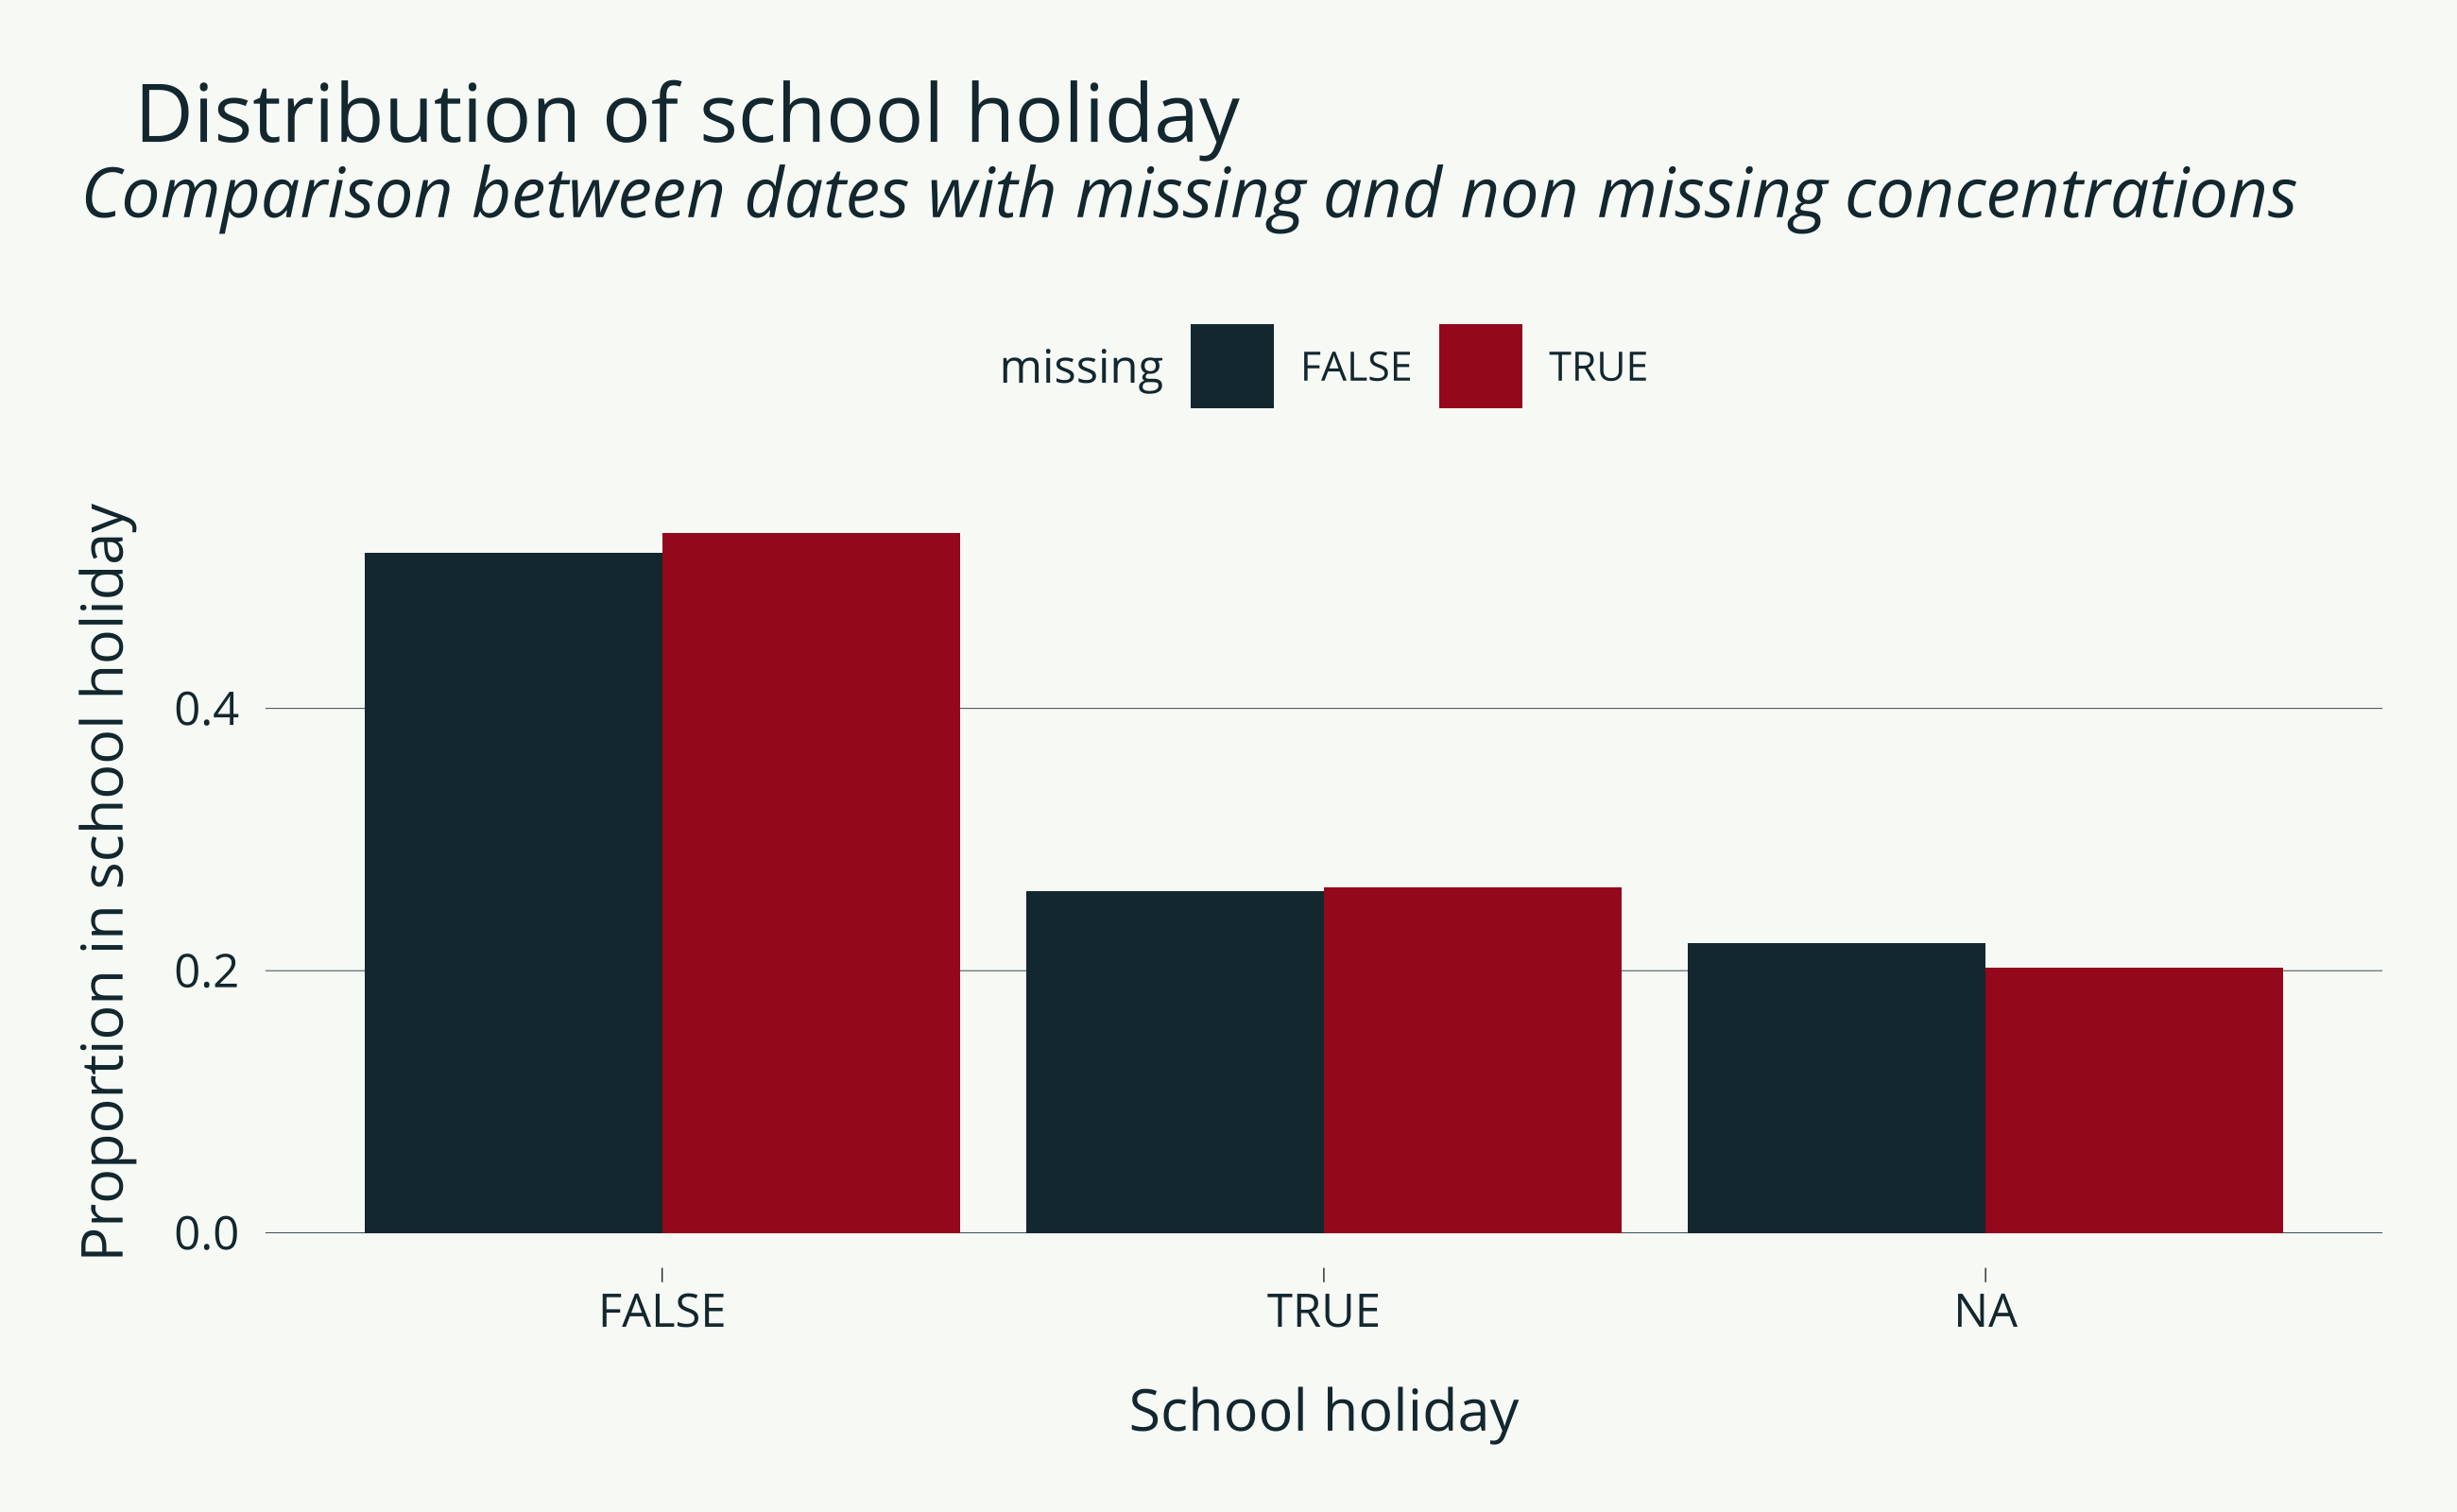 Distribution of school holiday
Comparison between dates with missing and non missing concentrations
missing FALSE TRUE
Proportion in school holiday
0.4
0.2
0.0
FALSE TRUE NA
School holiday